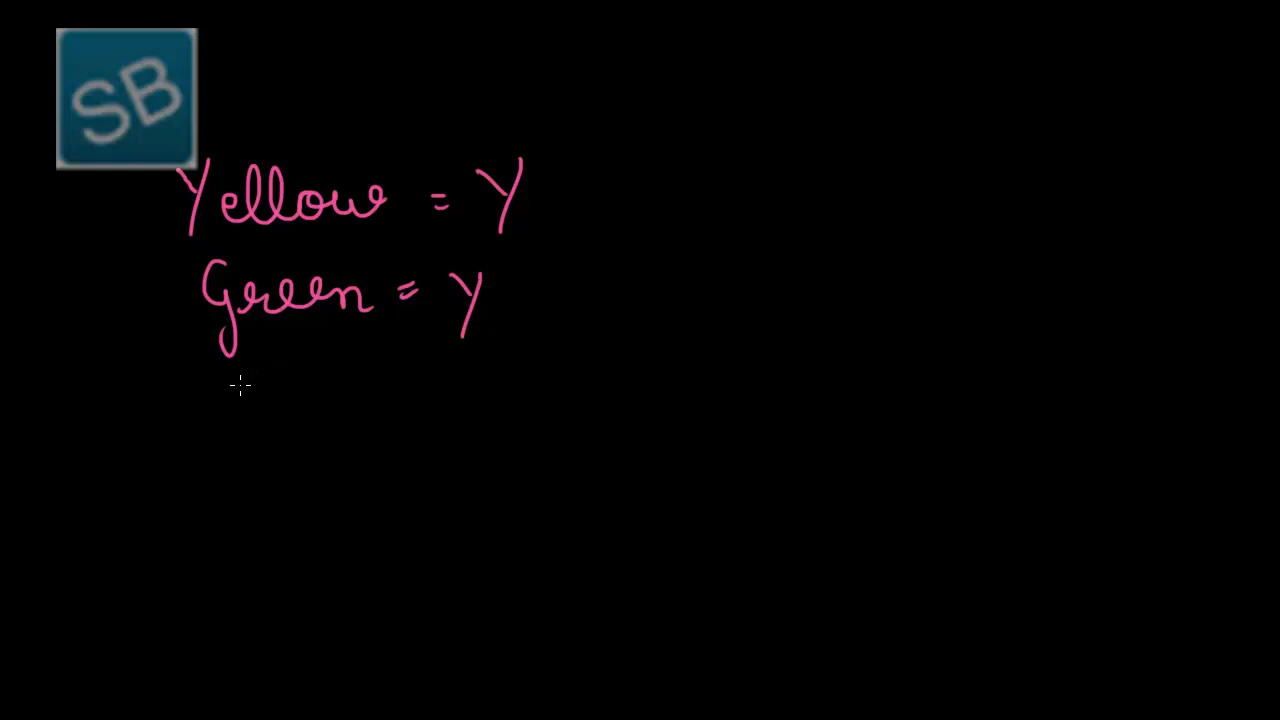 SB
Yellow = Y
Green = y